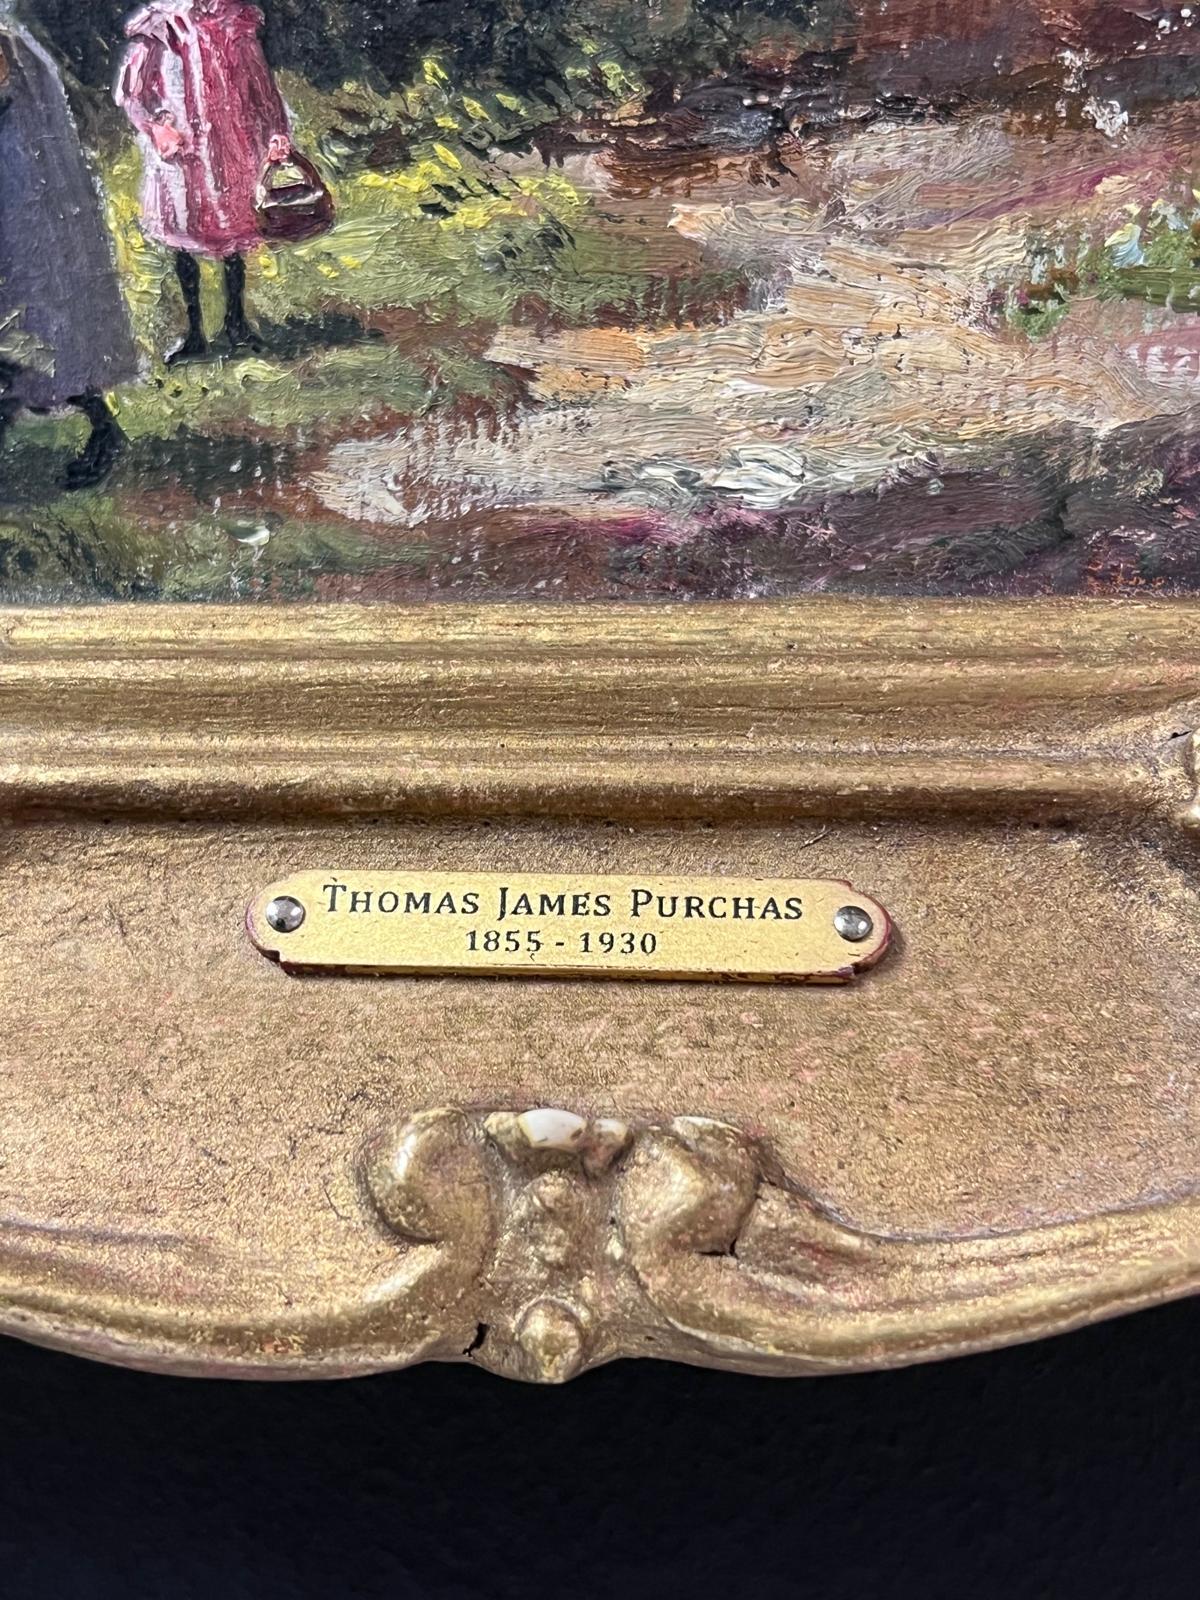 THOMAS JAMES PURCHAS
1855 - 1930